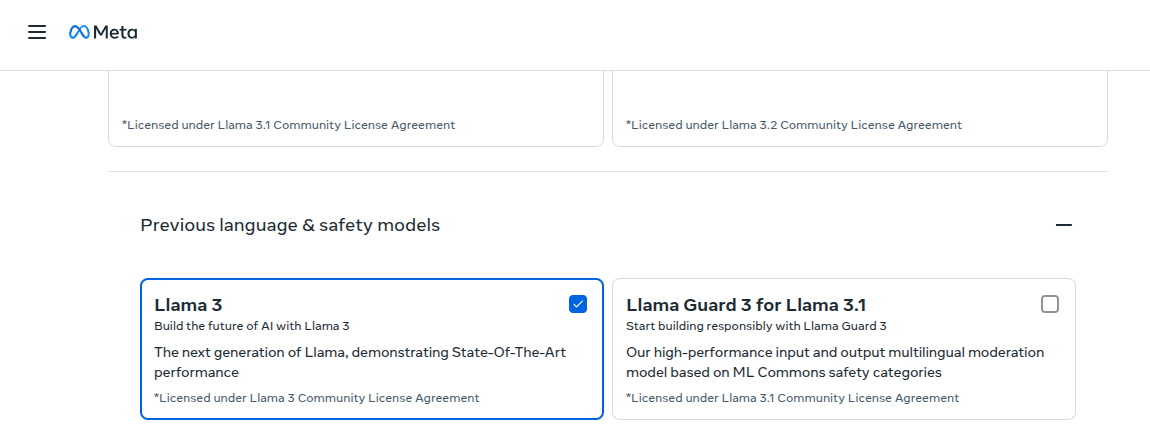 Meta
*Licensed under Llama 3.1 Community License Agreement
*Licensed under Llama 3.2 Community License Agreement
Previous language & safety models
Llama 3
Build the future of AI with Llama 3
The next generation of Llama, demonstrating State-Of-The-Art
performance
*Licensed under Llama 3 Community License Agreement
Llama Guard 3 for Llama 3.1
Start building responsibly with Llama Guard 3
Our high-performance input and output multilingual moderation
model based on ML Commons safety categories
*Licensed under Llama 3.1 Community License Agreement